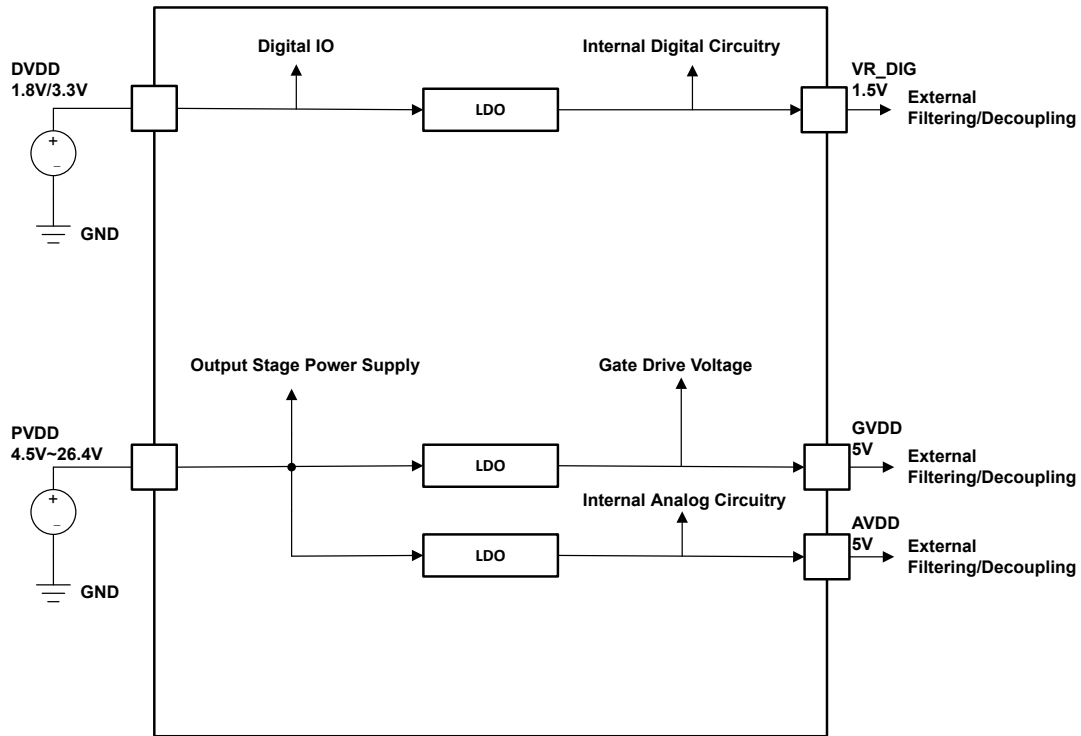 Digital IO
Internal Digital Circuitry
DVDD
1.8V/3.3V
VR_DIG
1.5V
LDO
External
Filtering/Decoupling
+
−
GND
Output Stage Power Supply
Gate Drive Voltage
PVDD
4.5V~26.4V
GVDD
5V
LDO
External
Filtering/Decoupling
Internal Analog Circuitry
+
−
AVDD
5V
LDO
External
Filtering/Decoupling
GND